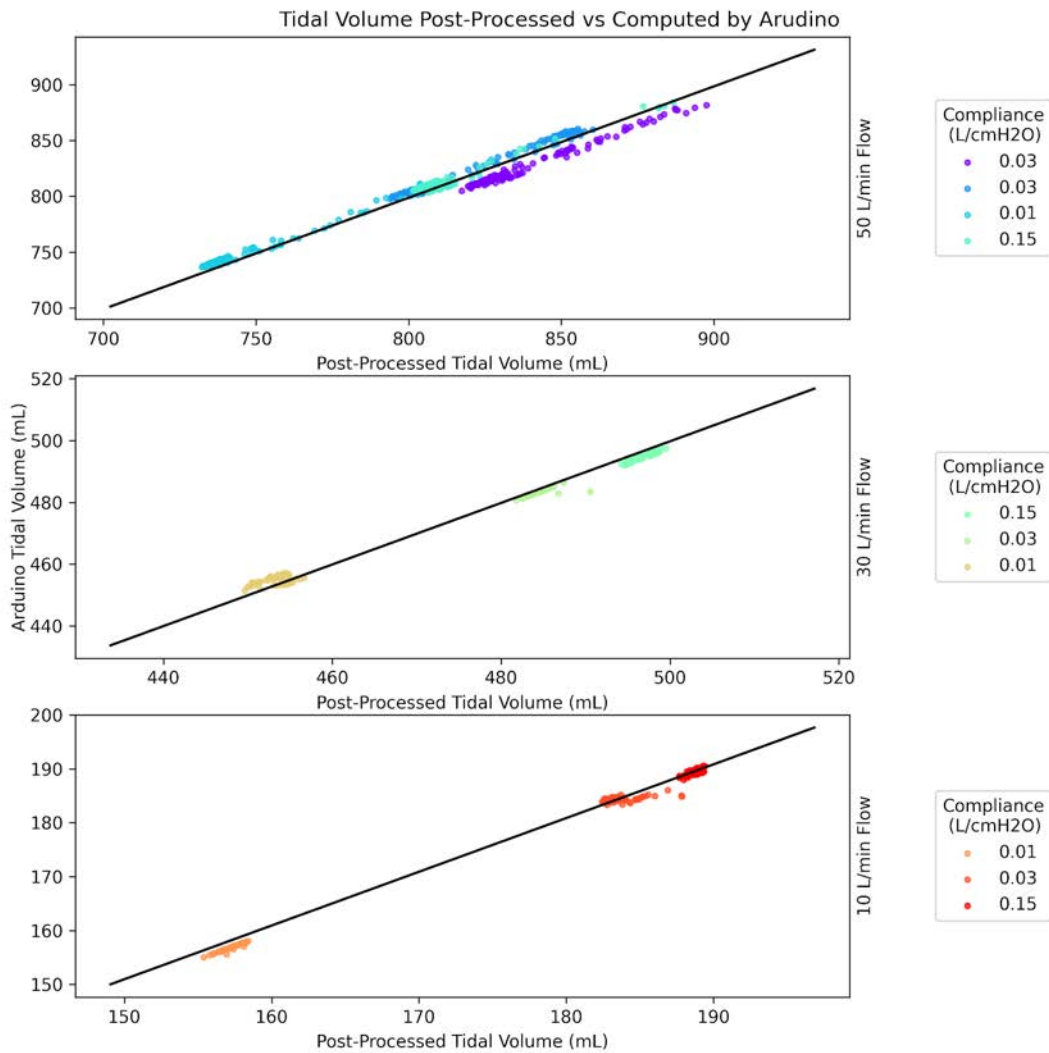 Tidal Volume Post-Processed vs Computed by Arudino
900
850
800
750
700
700 750 800 850 900
Post-Processed Tidal Volume (mL)
50 L/min Flow
Compliance
(L/cmH2O)
0.03
0.03
0.01
0.15
Arduino Tidal Volume (mL)
520
500
480
460
440
440 460 480 500 520
Post-Processed Tidal Volume (mL)
30 L/min Flow
Compliance
(L/cmH2O)
0.15
0.03
0.01
200
190
180
170
160
150
150 160 170 180 190
Post-Processed Tidal Volume (mL)
10 L/min Flow
Compliance
(L/cmH2O)
0.01
0.03
0.15